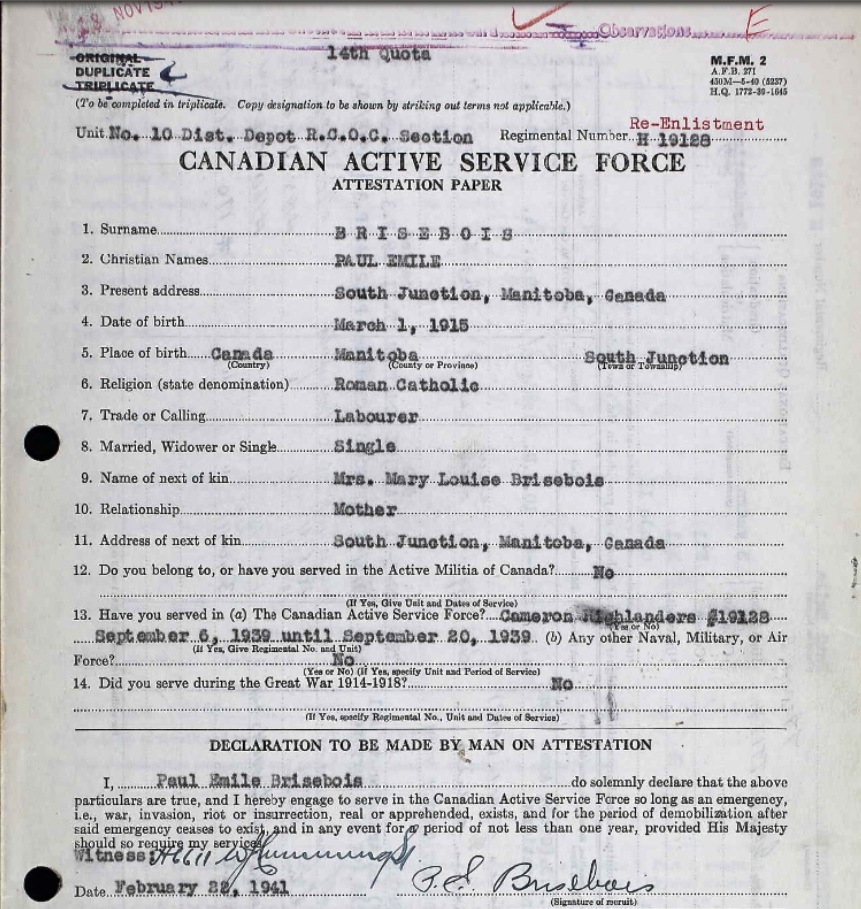 NOV 13
Observations E
14th Quota
ORIGINAL
DUPLICATE
TRIPLICATE
M.F.M. 2
A.F.B. 271
450M—5-40 (5237)
H.Q. 1772-39-1645
(To be completed in triplicate. Copy designation to be shown by striking out terms not applicable.)
Re-Enlistment
Unit No. 10 Dist. Depot R.C.O.C. Section Regimental Number H 19128
CANADIAN ACTIVE SERVICE FORCE
ATTESTATION PAPER
1. Surname BRISEBOIS
2. Christian Names PAUL EMILE
3. Present address South Junction, Manitoba, Canada
4. Date of birth March 1, 1915
5. Place of birth Canada Manitoba South Junction
(Country) (County or Province) (Town or Township)
6. Religion (state denomination) Roman Catholic
7. Trade or Calling Labourer
8. Married, Widower or Single Single
9. Name of next of kin Mrs. Mary Louise Brisebois
10. Relationship Mother
11. Address of next of kin South Junction, Manitoba, Canada
12. Do you belong to, or have you served in the Active Militia of Canada? No
(If Yes, Give Unit and Dates of Service)
13. Have you served in (a) The Canadian Active Service Force? Cameron Highlanders #19128
(Yes or No)
September 6, 1939 until September 20, 1939 (b) Any other Naval, Military, or Air
(If Yes, Give Regimental No. and Unit)
Force? No
(Yes or No) (If Yes, specify Unit and Period of Service)
14. Did you serve during the Great War 1914-1918? No
(If Yes, specify Regimental No., Unit and Dates of Service)
DECLARATION TO BE MADE BY MAN ON ATTESTATION
I, Paul Emile Brisebois do solemnly declare that the above
particulars are true, and I hereby engage to serve in the Canadian Active Service Force so long as an emergency,
i.e., war, invasion, riot or insurrection, real or apprehended, exists, and for the period of demobilization after
said emergency ceases to exist, and in any event for a period of not less than one year, provided His Majesty
should so require my services.
Witness:
Date February 22, 1941 P.E. Brisebois
(Signature of recruit)